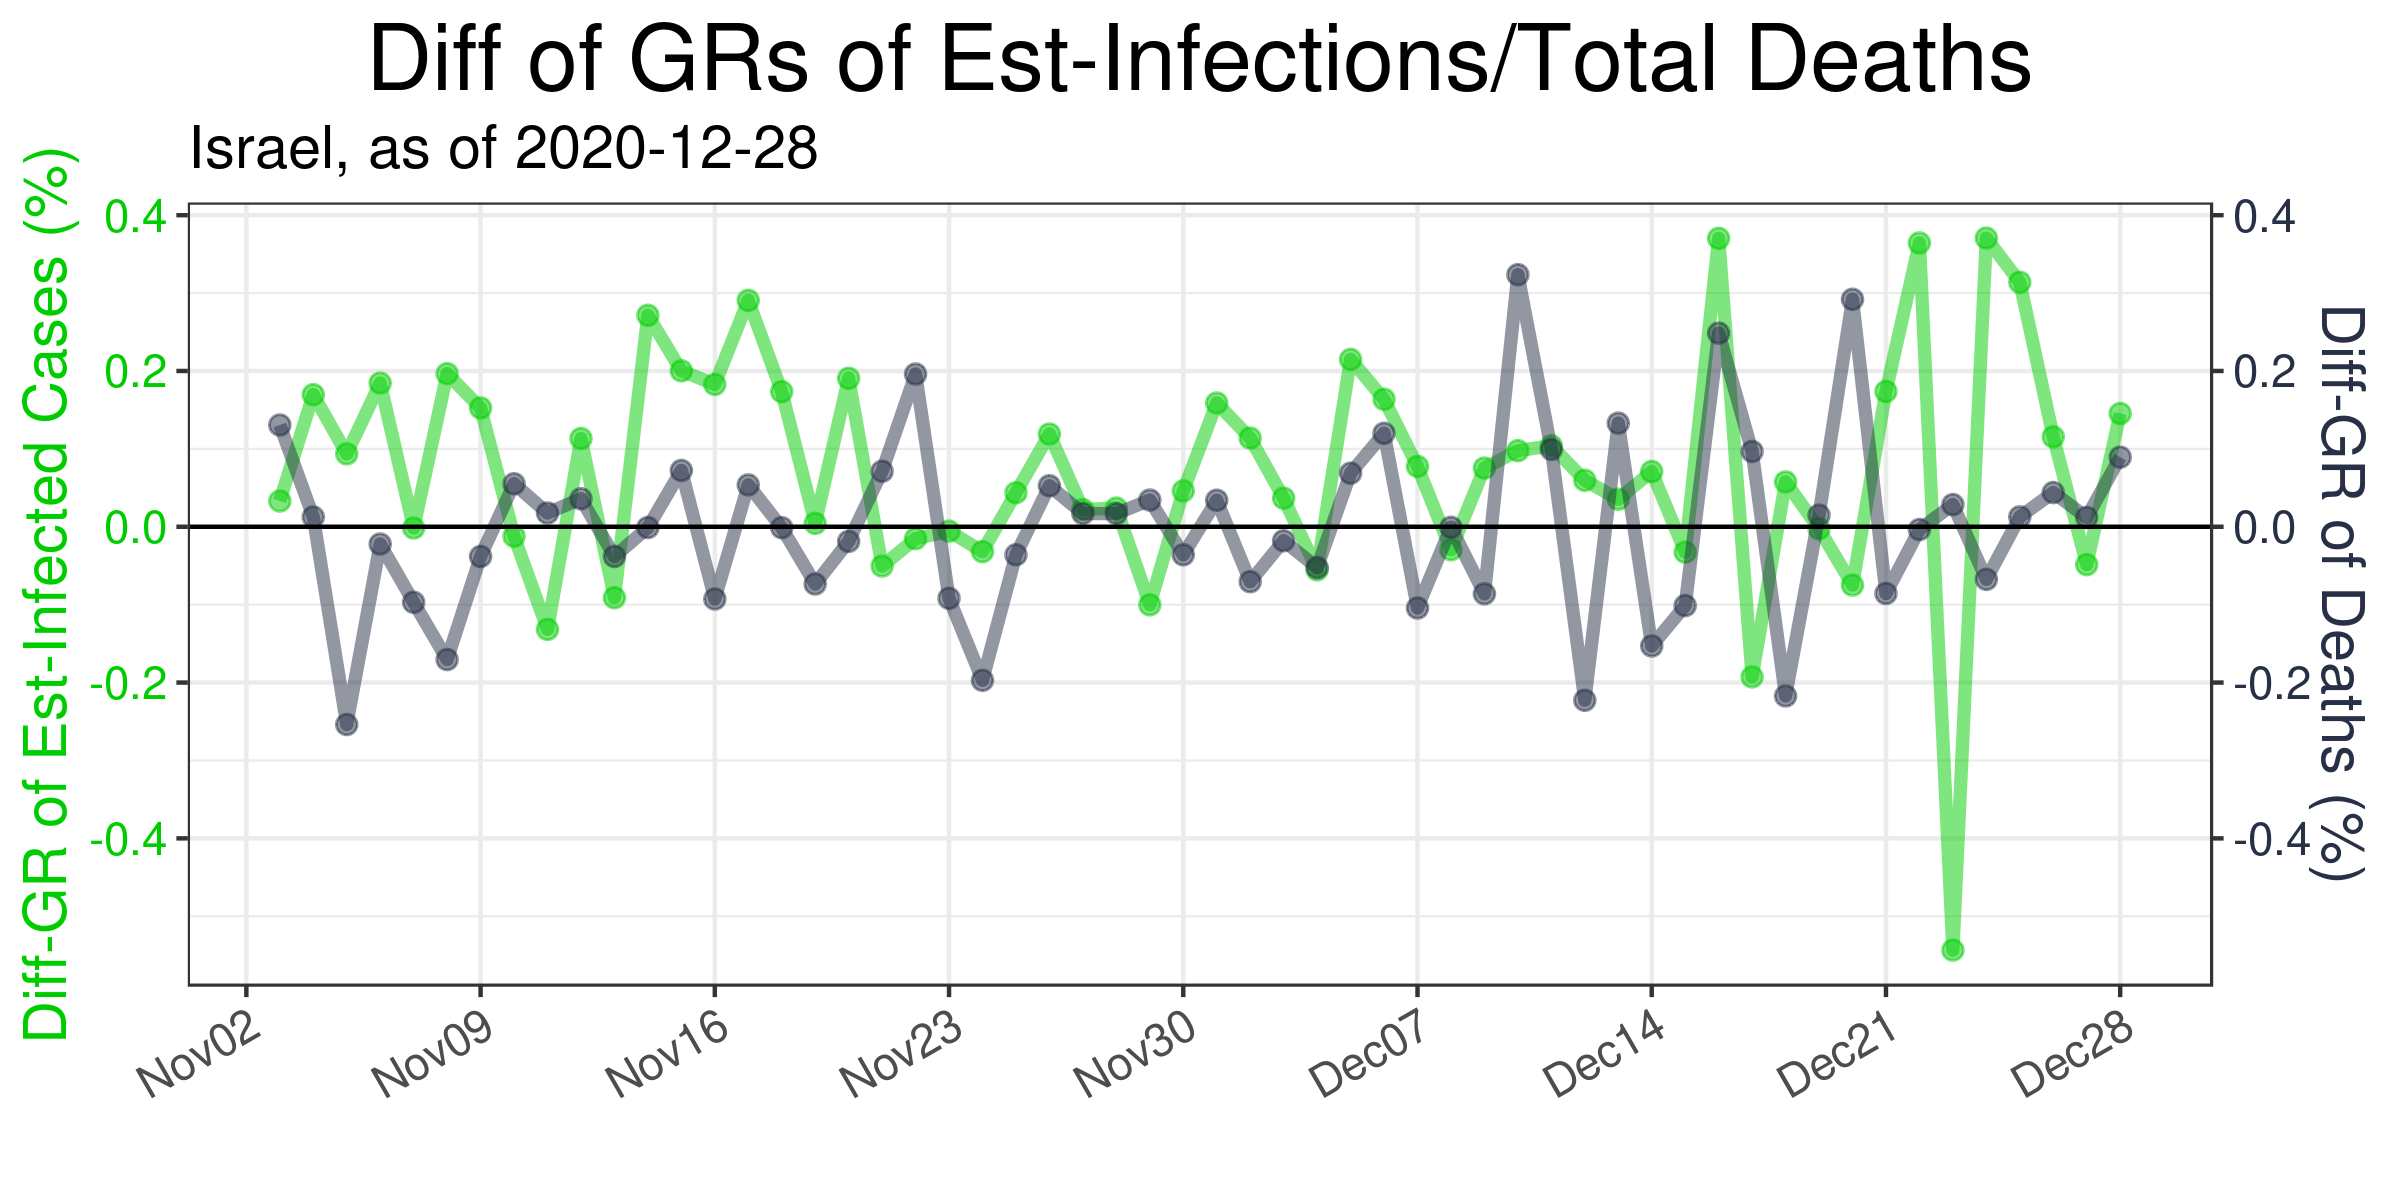 Diff of GRs of Est-Infections/Total Deaths
Israel, as of 2020-12-28
Diff-GR of Est-Infected Cases (%)
0.4
0.2
0.0
-0.2
-0.4
0.4
0.2
0.0
-0.2
-0.4
Diff-GR of Deaths (%)
Nov02
Nov09
Nov16
Nov23
Nov30
Dec07
Dec14
Dec21
Dec28